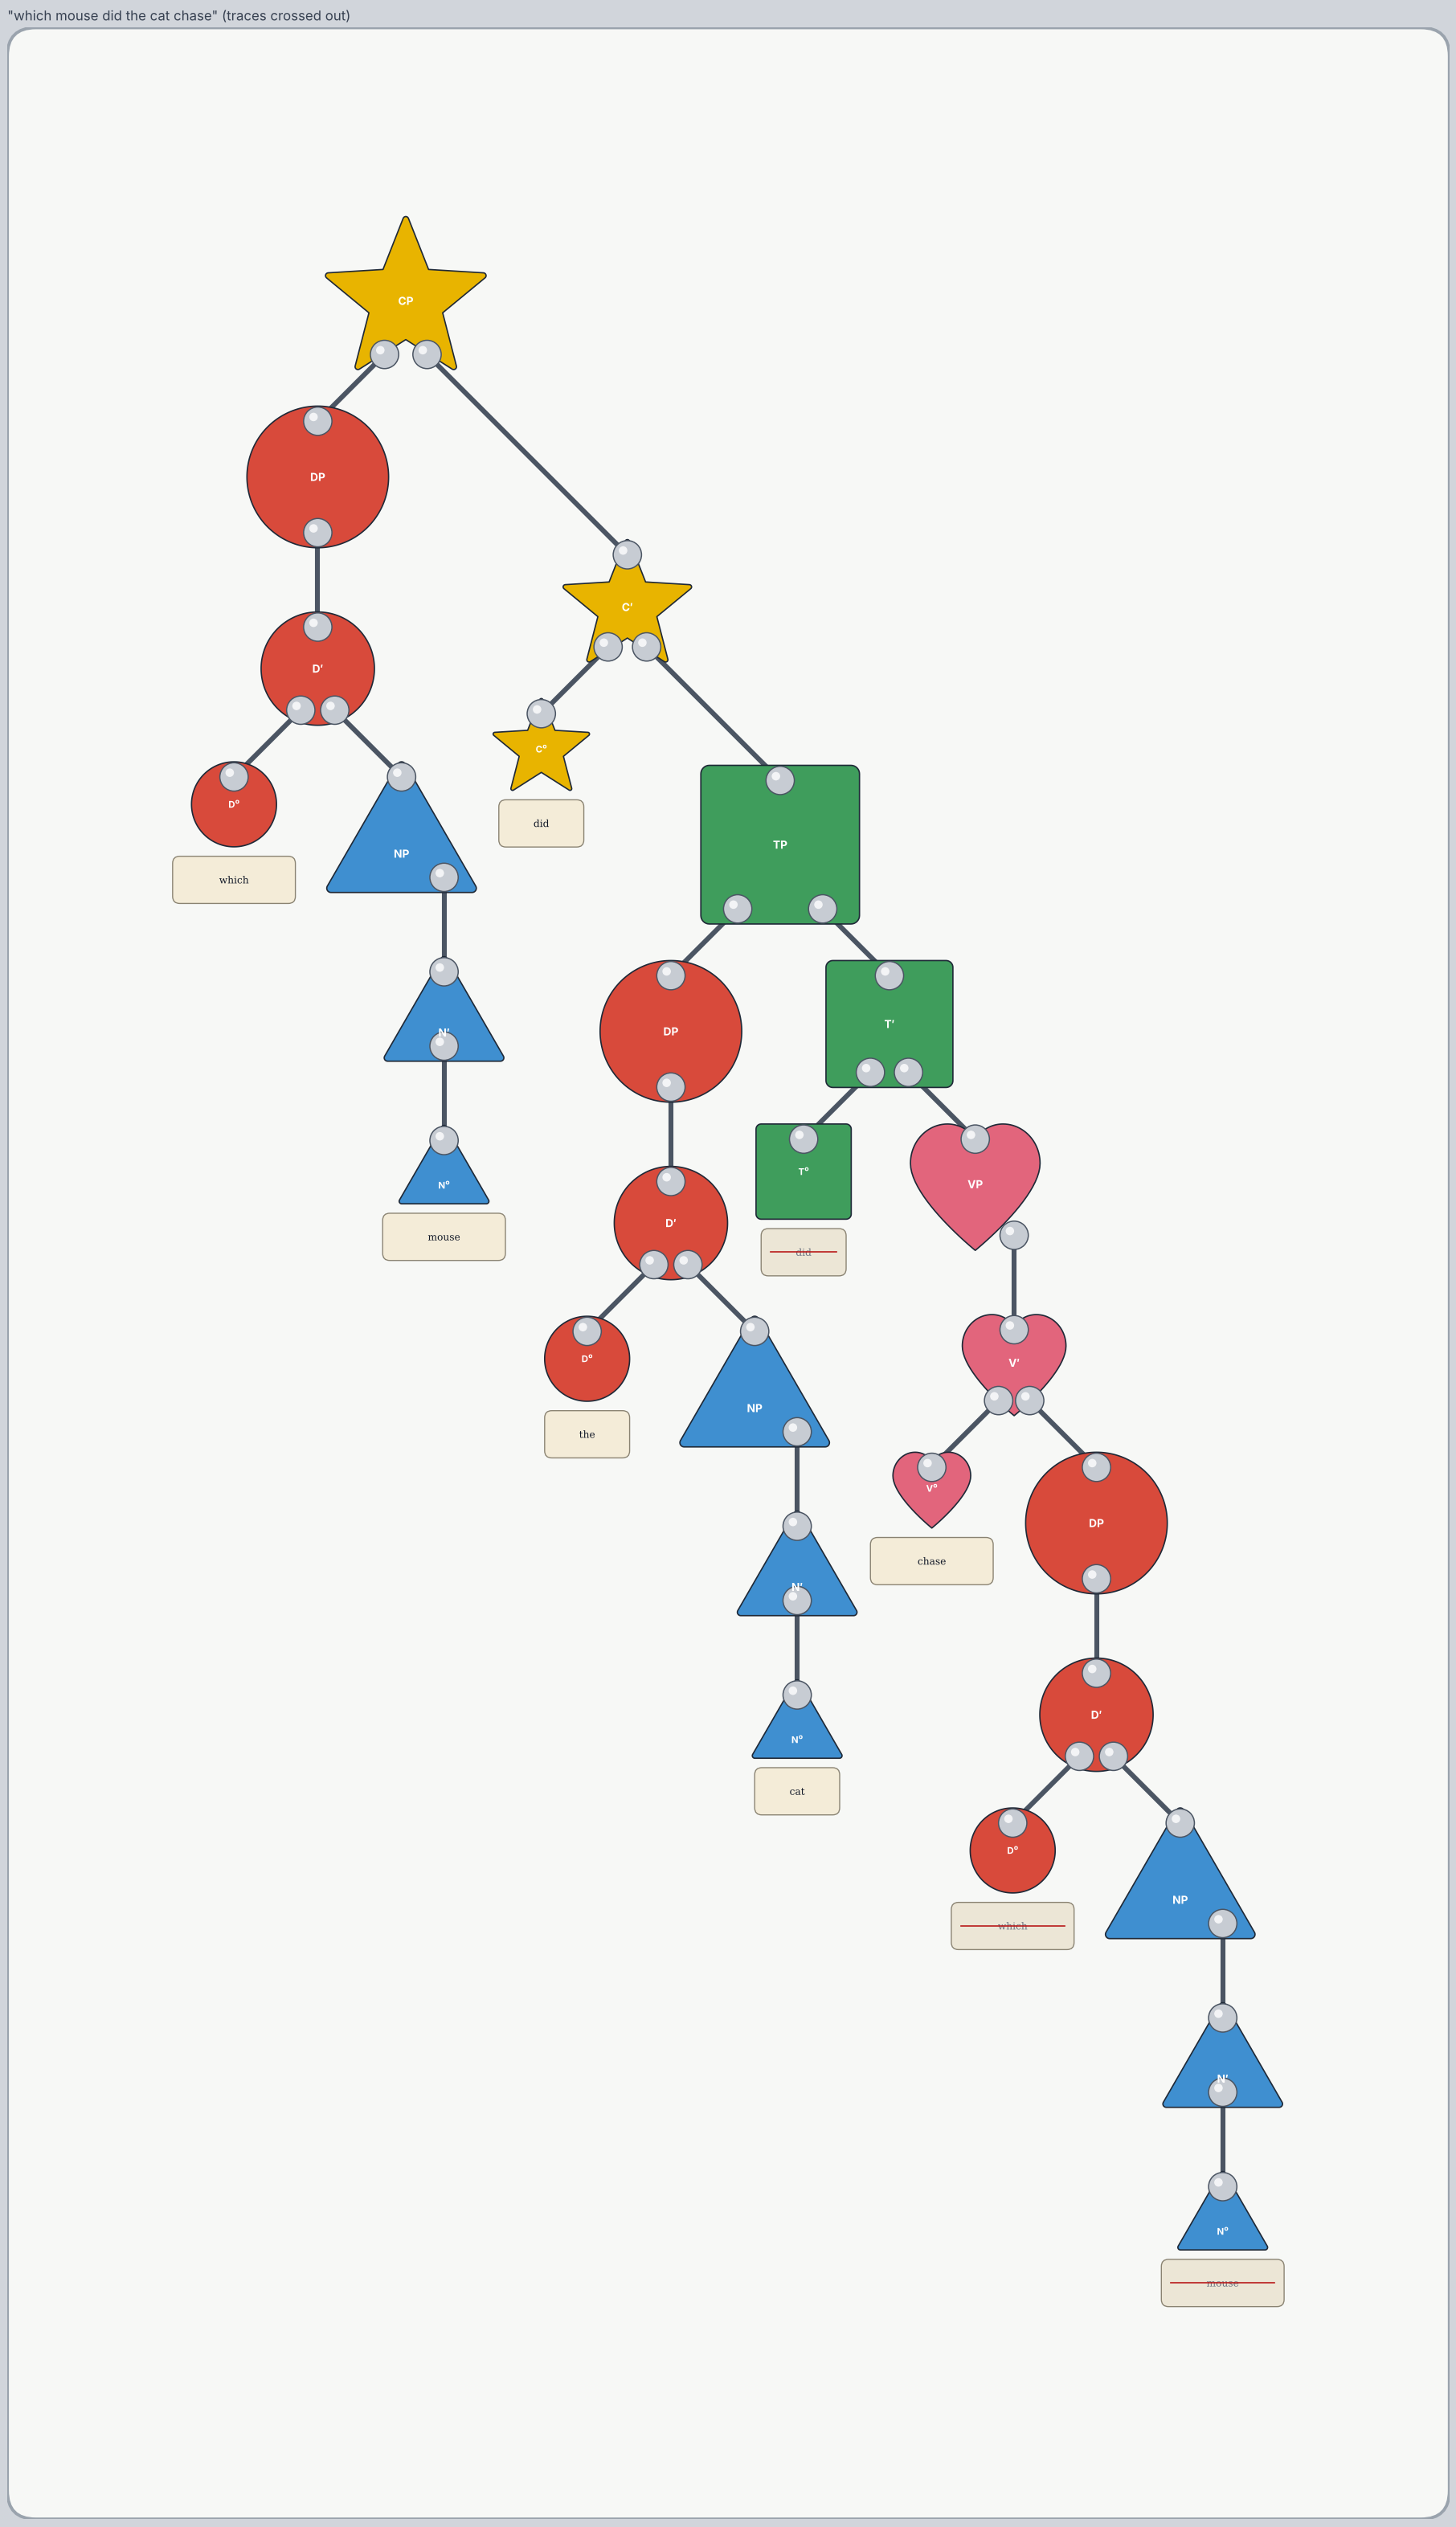 "which mouse did the cat chase" (traces crossed out)
CP
DP
C′
D′
C°
did
D°
which
NP
TP
N′
DP
T′
N°
mouse
T°
did
VP
D′
D°
the
NP
V′
V°
chase
DP
N′
N°
cat
D′
D°
which
NP
N′
N°
mouse